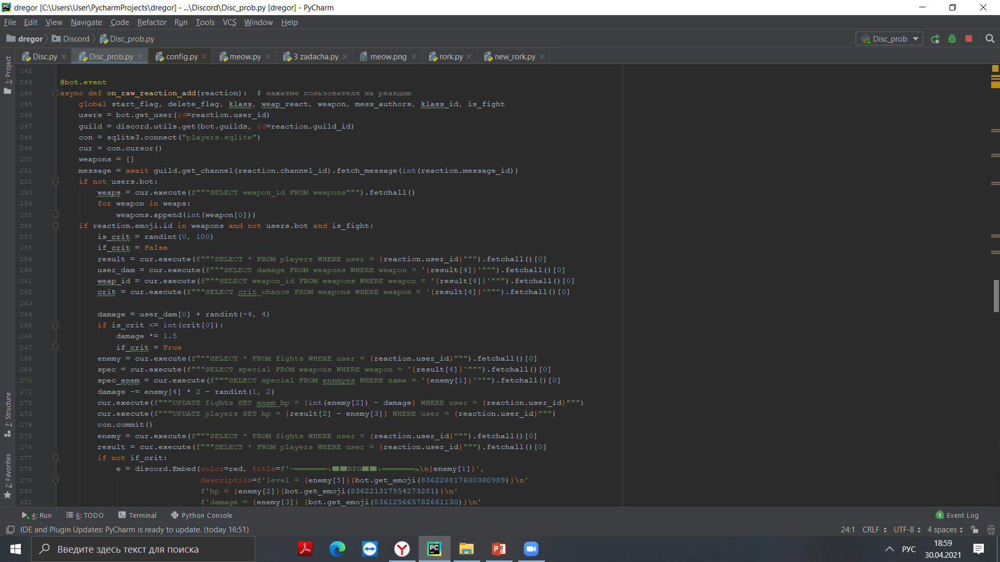 dregor [C:\Users\User\PycharmProjects\dregor] - ...\Discord\Disc_prob.py [dregor] - PyCharm
File Edit View Navigate Code Refactor Run Tools VCS Window Help
dregor Discord Disc_prob.py Disc_prob
Disc.py Disc_prob.py config.py meow.py 3 zadacha.py meow.png rork.py new_rork.py
1: Project
7: Structure
2: Favorites
242
243 @bot.event
244 async def on_raw_reaction_add(reaction):  # нажатие пользователя на реакцию
245     global start_flag, delete_flag, klass, weap_react, weapon, mess_authors, klass_id, is_fight
246     users = bot.get_user(id=reaction.user_id)
247     guild = discord.utils.get(bot.guilds, id=reaction.guild_id)
248     con = sqlite3.connect("players.sqlite")
249     cur = con.cursor()
250     weapons = []
251     message = await guild.get_channel(reaction.channel_id).fetch_message(int(reaction.message_id))
252     if not users.bot:
253         weaps = cur.execute(f"""SELECT weapon_id FROM weapons""").fetchall()
254         for weapon in weaps:
255             weapons.append(int(weapon[0]))
256     if reaction.emoji.id in weapons and not users.bot and is_fight:
257         is_crit = randint(0, 100)
258         if_crit = False
259         result = cur.execute(f"""SELECT * FROM players WHERE user = {reaction.user_id}""").fetchall()[0]
260         user_dam = cur.execute(f"""SELECT damage FROM weapons WHERE weapon = '{result[4]}'""").fetchall()[0]
261         weap_id = cur.execute(f"""SELECT weapon_id FROM weapons WHERE weapon = '{result[4]}'""").fetchall()[0]
262         crit = cur.execute(f"""SELECT crit_chance FROM weapons WHERE weapon = '{result[4]}'""").fetchall()[0]
263
264         damage = user_dam[0] + randint(-4, 4)
265         if is_crit <= int(crit[0]):
266             damage *= 1.5
267             if_crit = True
268         enemy = cur.execute(f"""SELECT * FROM fights WHERE user = {reaction.user_id}""").fetchall()[0]
269         spec = cur.execute(f"""SELECT special FROM weapons WHERE weapon = '{result[4]}'""").fetchall()[0]
270         spec_enem = cur.execute(f"""SELECT special FROM enemyes WHERE name = '{enemy[1]}'""").fetchall()[0]
271         damage -= enemy[4] * 2 - randint(1, 2)
272         cur.execute(f"""UPDATE fights SET enem_hp = {int(enemy[2]) - damage} WHERE user = {reaction.user_id}""")
273         cur.execute(f"""UPDATE players SET hp = {result[2] - enemy[3]} WHERE user = {reaction.user_id}""")
274         con.commit()
275         enemy = cur.execute(f"""SELECT * FROM fights WHERE user = {reaction.user_id}""").fetchall()[0]
276         result = cur.execute(f"""SELECT * FROM players WHERE user = {reaction.user_id}""").fetchall()[0]
277         if not if_crit:
278             e = discord.Embed(color=red, title=f'RPG\n{enemy[1]}',
279                               description=f'level = {enemy[5]}{bot.get_emoji(836228817600380989)}\n'
280                               f'hp = {enemy[2]}{bot.get_emoji(836221317954273281)}\n'
281                               f'damage = {enemy[3]} {bot.get_emoji(836125665782661130)}\n'
4: Run 6: TODO Terminal Python Console 1 Event Log
IDE and Plugin Updates: PyCharm is ready to update. (today 16:51) 24:1 CRLF UTF-8 4 spaces
Введите здесь текст для поиска
РУС
18:59
30.04.2021